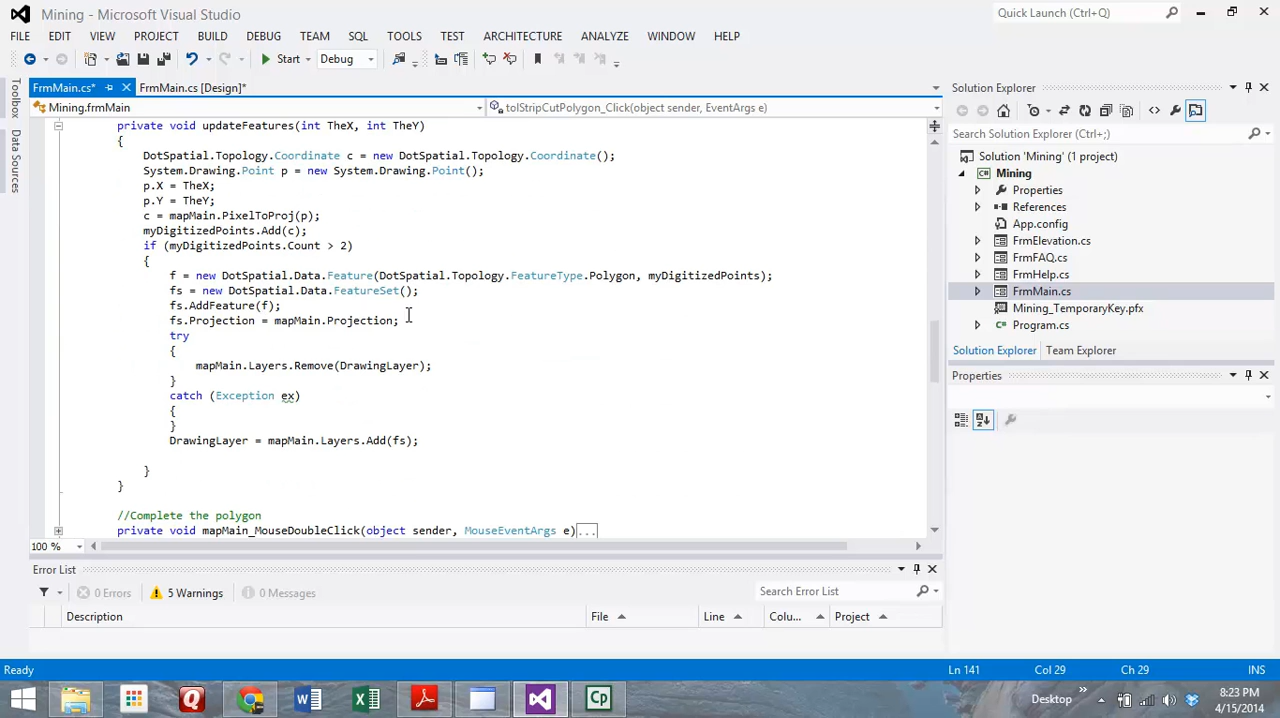 Mining - Microsoft Visual Studio
Quick Launch (Ctrl+Q)
FILE EDIT VIEW PROJECT BUILD DEBUG TEAM SQL TOOLS TEST ARCHITECTURE ANALYZE WINDOW HELP
Start Debug
FrmMain.cs* FrmMain.cs [Design]*
Mining.frmMain tolStripCutPolygon_Click(object sender, EventArgs e)
Toolbox
Data Sources
private void updateFeatures(int TheX, int TheY)
{
DotSpatial.Topology.Coordinate c = new DotSpatial.Topology.Coordinate();
System.Drawing.Point p = new System.Drawing.Point();
p.X = TheX;
p.Y = TheY;
c = mapMain.PixelToProj(p);
myDigitizedPoints.Add(c);
if (myDigitizedPoints.Count > 2)
{
f = new DotSpatial.Data.Feature(DotSpatial.Topology.FeatureType.Polygon, myDigitizedPoints);
fs = new DotSpatial.Data.FeatureSet();
fs.AddFeature(f);
fs.Projection = mapMain.Projection;
try
{
mapMain.Layers.Remove(DrawingLayer);
}
catch (Exception ex)
{
}
DrawingLayer = mapMain.Layers.Add(fs);
}
}
//Complete the polygon
private void mapMain_MouseDoubleClick(object sender, MouseEventArgs e)...
100 %
Error List
0 Errors 5 Warnings 0 Messages Search Error List
Description File Line Colu... Project
Solution Explorer
Search Solution Explorer (Ctrl+;)
Solution 'Mining' (1 project)
Mining
Properties
References
App.config
FrmElevation.cs
FrmFAQ.cs
FrmHelp.cs
FrmMain.cs
Mining_TemporaryKey.pfx
Program.cs
Solution Explorer Team Explorer
Properties
Ready Ln 141 Col 29 Ch 29 INS
Desktop 8:23 PM
4/15/2014